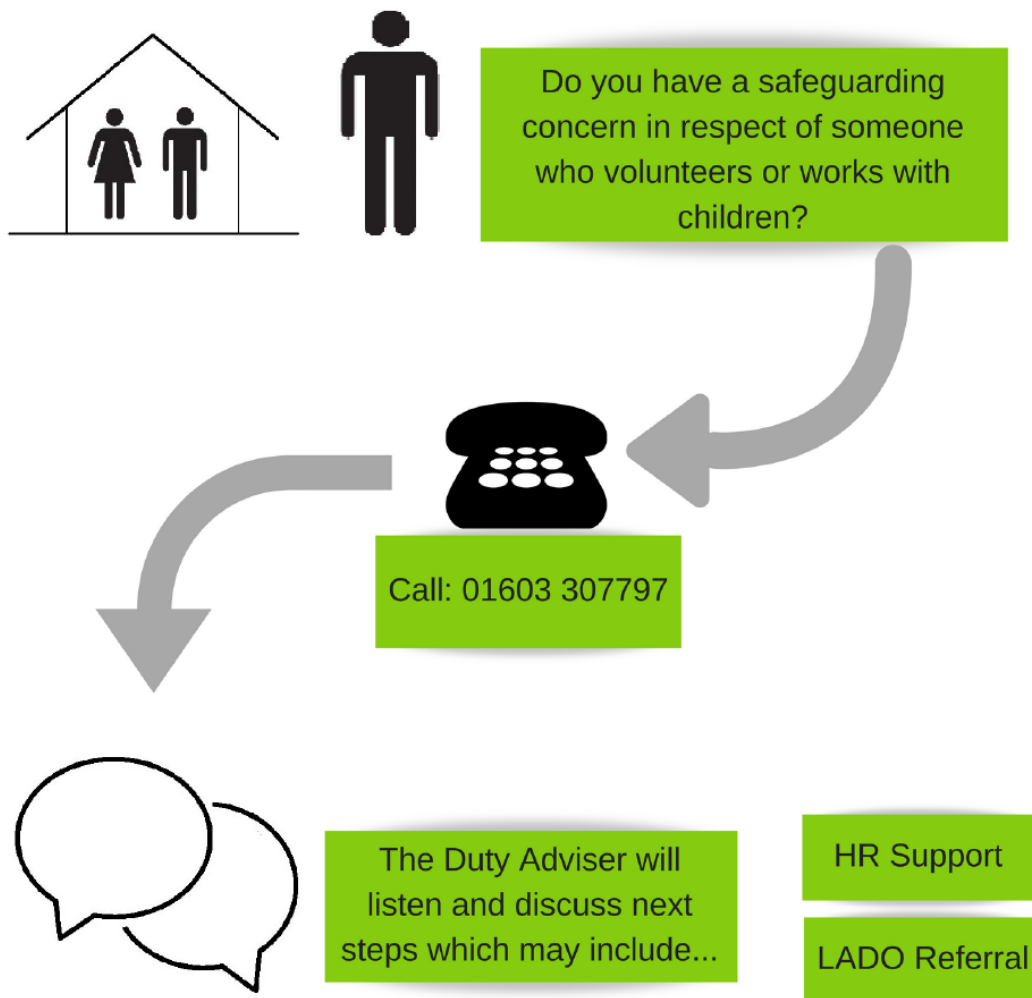 Do you have a safeguarding
concern in respect of someone
who volunteers or works with
children?
Call: 01603 307797
The Duty Adviser will
listen and discuss next
steps which may include...
HR Support
LADO Referral